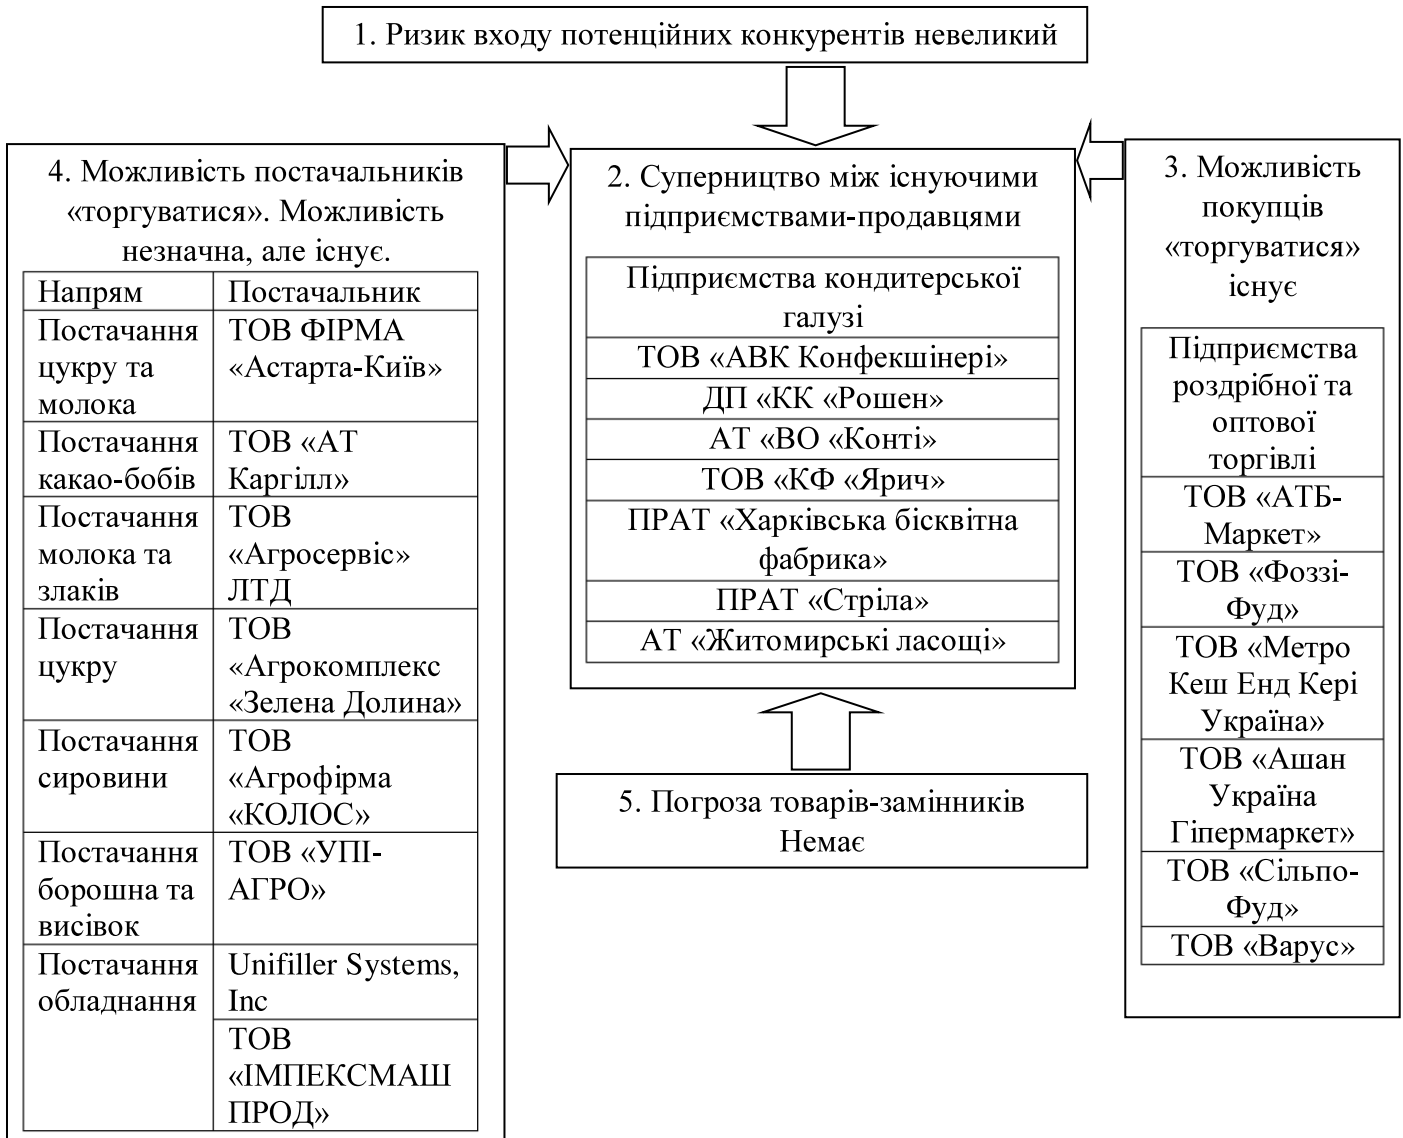 1. Ризик входу потенційних конкурентів невеликий
4. Можливість постачальників
«торгуватися». Можливість
незначна, але існує.
Напрям Постачальник
Постачання ТОВ ФІРМА
цукру та «Астарта-Київ»
молока
Постачання ТОВ «АТ
какао-бобів Каргілл»
Постачання ТОВ
молока та «Агросервіс»
злаків ЛТД
Постачання ТОВ
цукру «Агрокомплекс
«Зелена Долина»
Постачання ТОВ
сировини «Агрофірма
«КОЛОС»
Постачання ТОВ «УПІ-
борошна та АГРО»
висівок
Постачання Unifiller Systems,
обладнання Inc
ТОВ
«ІМПЕКСМАШ
ПРОД»
2. Суперництво між існуючими
підприємствами-продавцями
Підприємства кондитерської
галузі
ТОВ «АВК Конфекшінері»
ДП «КК «Рошен»
АТ «ВО «Конті»
ТОВ «КФ «Ярич»
ПРАТ «Харківська бісквітна
фабрика»
ПРАТ «Стріла»
АТ «Житомирські ласощі»
3. Можливість
покупців
«торгуватися»
існує
Підприємства
роздрібної та
оптової
торгівлі
ТОВ «АТБ-
Маркет»
ТОВ «Фоззі-
Фуд»
ТОВ «Метро
Кеш Енд Кері
Україна»
ТОВ «Ашан
Україна
Гіпермаркет»
ТОВ «Сільпо-
Фуд»
ТОВ «Варус»
5. Погроза товарів-замінників
Немає